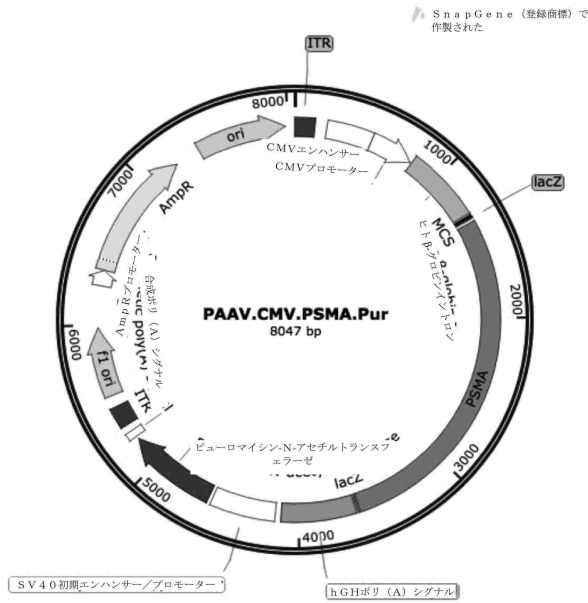 SnapGene(登録商標)で
作製された
ITR
8000
ori
CMVエンハンサー
CMVプロモーター
1000
lacZ
7000
AmpR
MCS
ヒトβ-グロビンイントロン
AmpRプロモーター
合成ポリ(A)シグナル
2000
PAAV.CMV.PSMA.Pur
8047 bp
6000
f1 ori
ITR
PSMA
ピューロマイシン-N-アセチルトランスフ
ェラーゼ
lacZ
3000
5000
4000
SV40初期エンハンサー/プロモーター
hGHポリ(A)シグナル